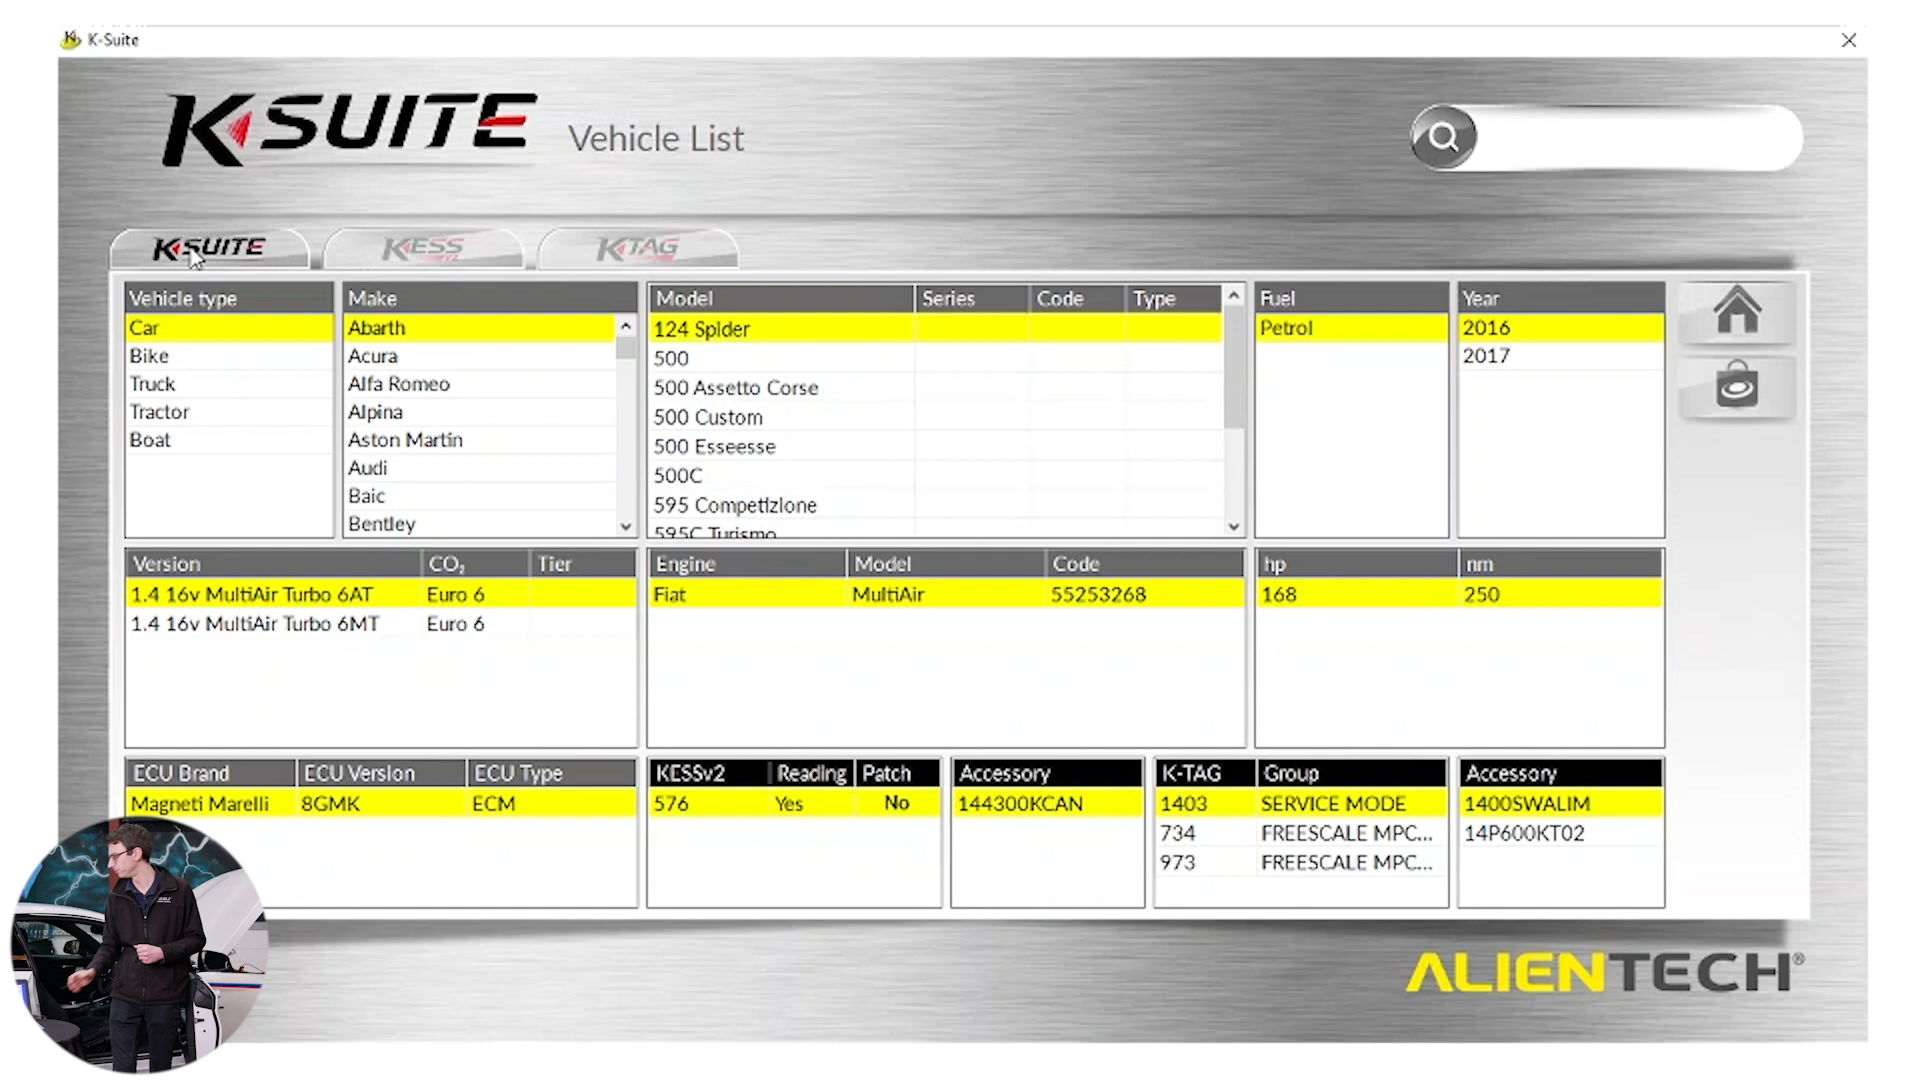 K-Suite
KSUITE Vehicle List
KSUITE KESS V2 KTAG
Vehicle type
Car
Bike
Truck
Tractor
Boat
Make
Abarth
Acura
Alfa Romeo
Alpina
Aston Martin
Audi
Baic
Bentley
Model Series Code Type
124 Spider
500
500 Assetto Corse
500 Custom
500 Esseesse
500C
595 Competizione
595C Turismo
Fuel
Petrol
Year
2016
2017
Version CO₂ Tier
1.4 16v MultiAir Turbo 6AT Euro 6
1.4 16v MultiAir Turbo 6MT Euro 6
Engine Model Code
Fiat MultiAir 55253268
hp nm
168 250
ECU Brand ECU Version ECU Type
Magneti Marelli 8GMK ECM
KESSv2 Reading Patch
576 Yes No
Accessory
144300KCAN
K-TAG Group
1403 SERVICE MODE
734 FREESCALE MPC...
973 FREESCALE MPC...
Accessory
1400SWALIM
14P600KT02
ALIENTECH®